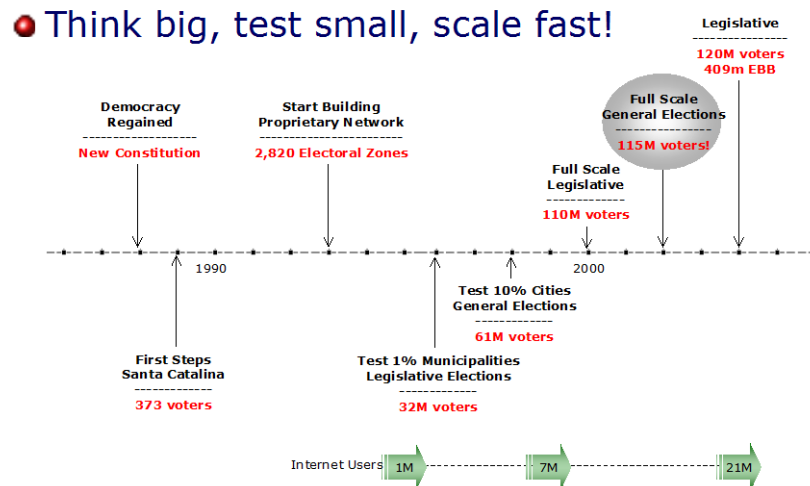 Think big, test small, scale fast!
Legislative
120M voters
409m EBB
Full Scale
General Elections
115M voters!
Democracy
Regained
New Constitution
Start Building
Proprietary Network
2,820 Electoral Zones
Full Scale
Legislative
110M voters
1990
2000
Test 10% Cities
General Elections
61M voters
First Steps
Santa Catalina
373 voters
Test 1% Municipalities
Legislative Elections
32M voters
Internet Users
1M
7M
21M